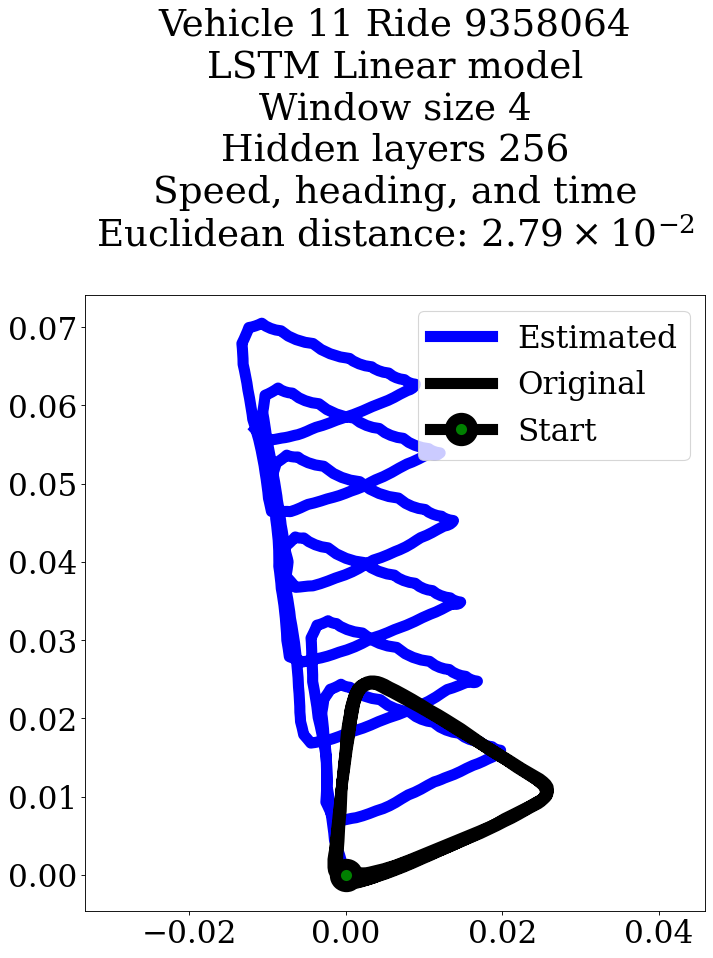 Vehicle 11 Ride 9358064
LSTM Linear model
Window size 4
Hidden layers 256
Speed, heading, and time
Euclidean distance: 2.79 × 10⁻²
Estimated
Original
Start
0.07
0.06
0.05
0.04
0.03
0.02
0.01
0.00
−0.02 0.00 0.02 0.04